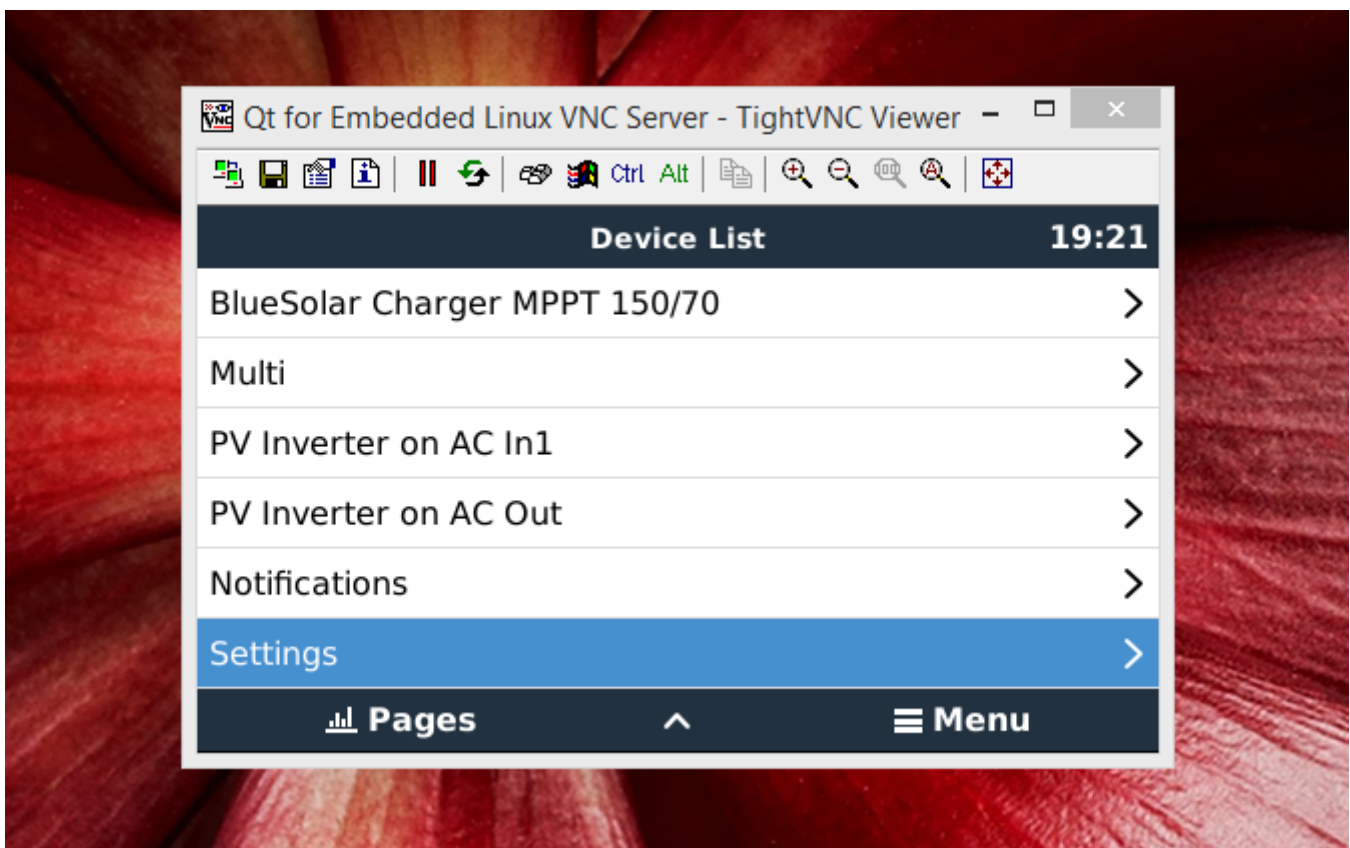 Qt for Embedded Linux VNC Server - TightVNC Viewer
Ctrl Alt
Device List 19:21
BlueSolar Charger MPPT 150/70
Multi
PV Inverter on AC In1
PV Inverter on AC Out
Notifications
Settings
Pages Menu